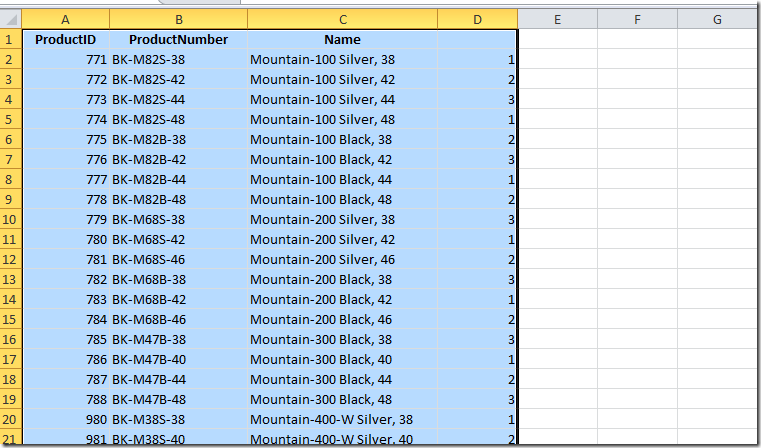 A B C D E F G
1 ProductID ProductNumber Name
2 771 BK-M82S-38 Mountain-100 Silver, 38 1
3 772 BK-M82S-42 Mountain-100 Silver, 42 2
4 773 BK-M82S-44 Mountain-100 Silver, 44 3
5 774 BK-M82S-48 Mountain-100 Silver, 48 1
6 775 BK-M82B-38 Mountain-100 Black, 38 2
7 776 BK-M82B-42 Mountain-100 Black, 42 3
8 777 BK-M82B-44 Mountain-100 Black, 44 1
9 778 BK-M82B-48 Mountain-100 Black, 48 2
10 779 BK-M68S-38 Mountain-200 Silver, 38 3
11 780 BK-M68S-42 Mountain-200 Silver, 42 1
12 781 BK-M68S-46 Mountain-200 Silver, 46 2
13 782 BK-M68B-38 Mountain-200 Black, 38 3
14 783 BK-M68B-42 Mountain-200 Black, 42 1
15 784 BK-M68B-46 Mountain-200 Black, 46 2
16 785 BK-M47B-38 Mountain-300 Black, 38 3
17 786 BK-M47B-40 Mountain-300 Black, 40 1
18 787 BK-M47B-44 Mountain-300 Black, 44 2
19 788 BK-M47B-48 Mountain-300 Black, 48 3
20 980 BK-M38S-38 Mountain-400-W Silver, 38 1
21 981 BK-M38S-40 Mountain-400-W Silver, 40 2